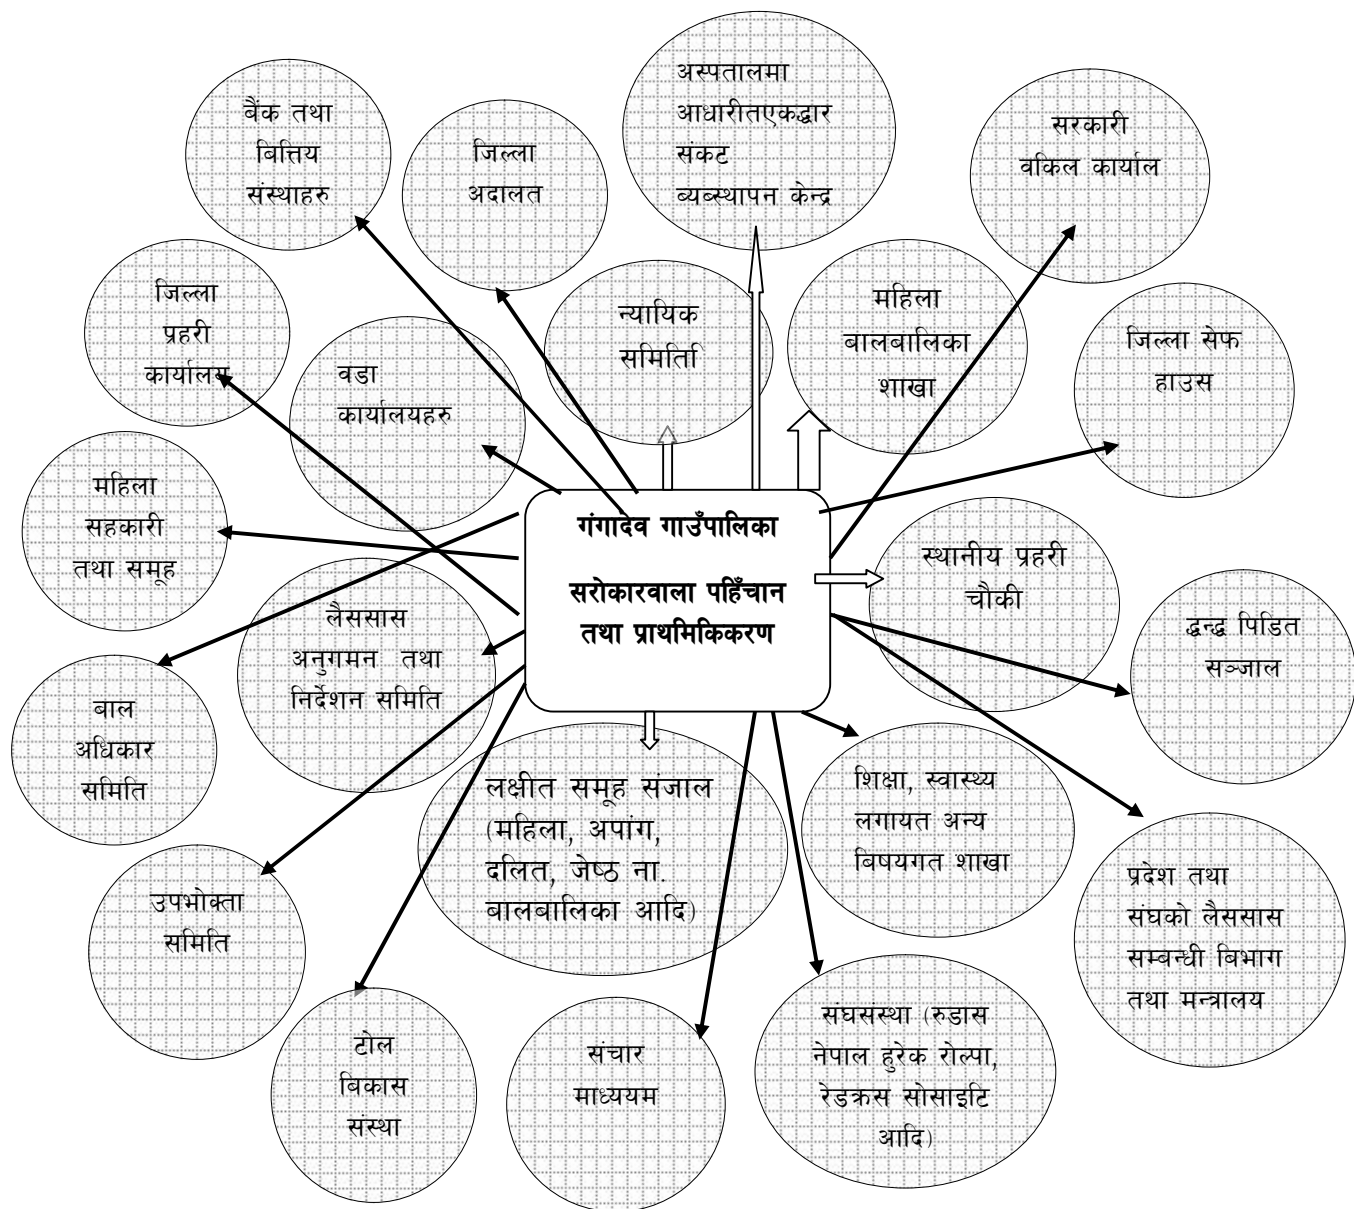 अस्पतालमा
आधारीतएकद्धार
संकट
ब्यब्स्थापन केन्द्र
बैंक तथा
बित्तिय
संस्थाहरु
जिल्ला
अदालत
सरकारी
वकिल कार्याल
जिल्ला
प्रहरी
कार्यालय
वडा
कार्यालयहरु
न्यायिक
समितिि
महिला
बालबालिका
शाखा
जिल्ला सेफ
हाउस
महिला
सहकारी
तथा समूह
गंगादेव गाउँपालिका
सरोकारवाला पहिँचान
तथा प्राथमिकिकरण
स्थानीय प्रहरी
चौकी
लैससास
अनुगमन तथा
निर्देशन समिति
द्धन्द्ध पिडित
सञ्जाल
बाल
अधिकार
समिति
लक्षीत समूह संजाल
(महिला, अपांग,
दलित, जेष्ठ ना.
बालबालिका आदि)
शिक्षा, स्वास्थ्य
लगायत अन्य
बिषयगत शाखा
प्रदेश तथा
संघको लैससास
सम्बन्धी बिभाग
तथा मन्त्रालय
उपभोक्ता
समिति
टोल
बिकास
संस्था
संचार
माध्ययम
संघसंस्था (रुडास
नेपाल हुरेक रोल्पा,
रेडक्रस सोसाइटि
आदि)